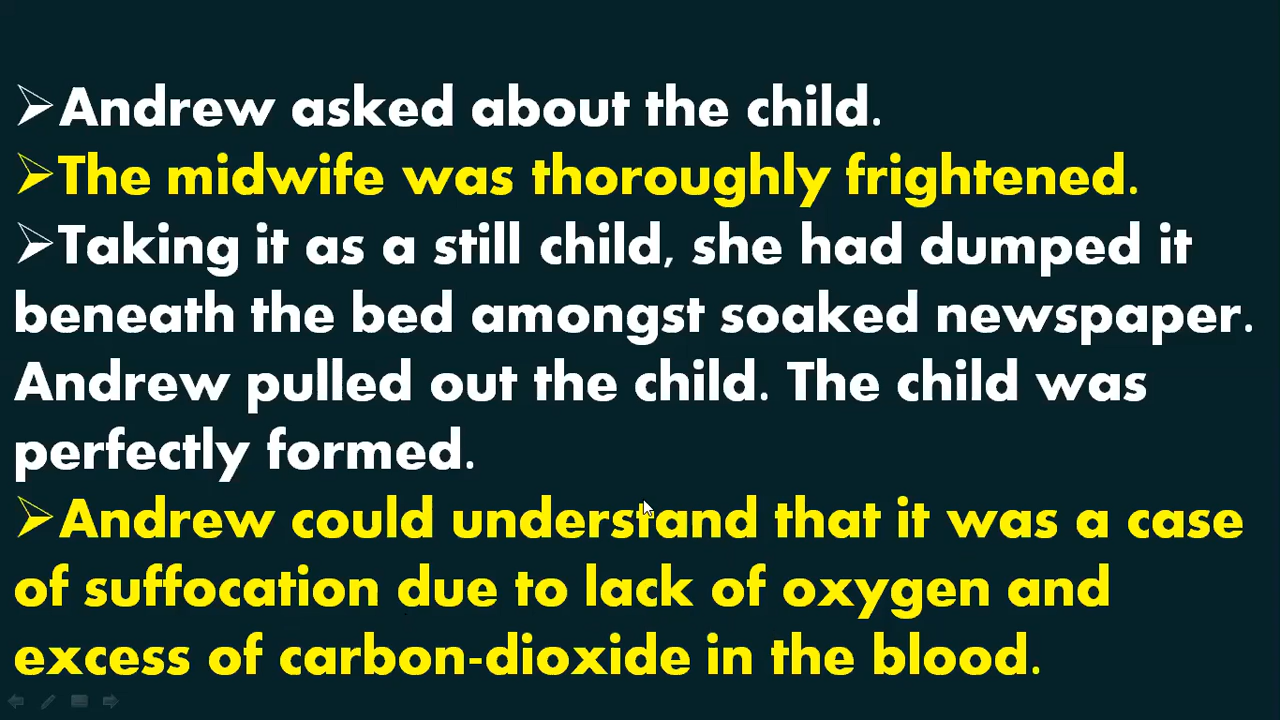 ➢Andrew asked about the child.
➢The midwife was thoroughly frightened.
➢Taking it as a still child, she had dumped it
beneath the bed amongst soaked newspaper.
Andrew pulled out the child. The child was
perfectly formed.
➢Andrew could understand that it was a case
of suffocation due to lack of oxygen and
excess of carbon-dioxide in the blood.